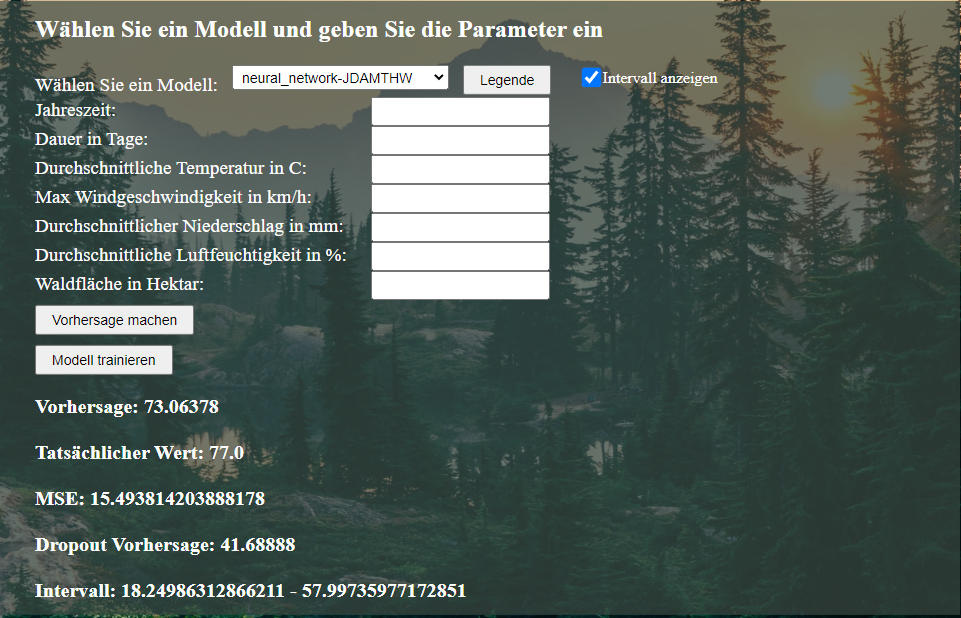 Wählen Sie ein Modell und geben Sie die Parameter ein
Wählen Sie ein Modell: neural_network-JDAMTHW Legende Intervall anzeigen
Jahreszeit:
Dauer in Tage:
Durchschnittliche Temperatur in C:
Max Windgeschwindigkeit in km/h:
Durchschnittlicher Niederschlag in mm:
Durchschnittliche Luftfeuchtigkeit in %:
Waldfläche in Hektar:
Vorhersage machen
Modell trainieren
Vorhersage: 73.06378
Tatsächlicher Wert: 77.0
MSE: 15.493814203888178
Dropout Vorhersage: 41.68888
Intervall: 18.24986312866211 - 57.99735977172851